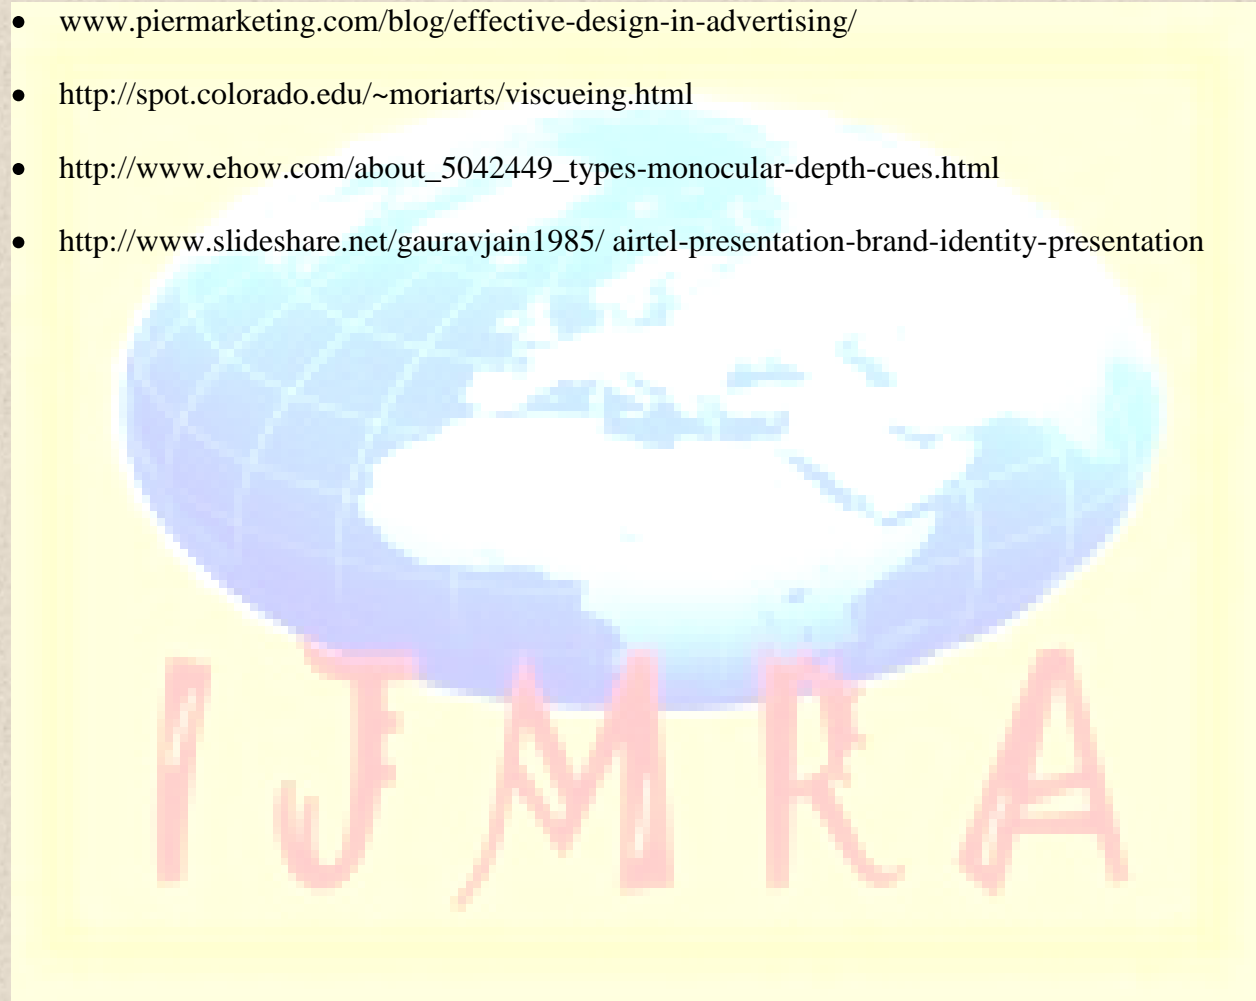 • www.piermarketing.com/blog/effective-design-in-advertising/
• http://spot.colorado.edu/~moriarts/viscueing.html
• http://www.ehow.com/about_5042449_types-monocular-depth-cues.html
• http://www.slideshare.net/gauravjain1985/ airtel-presentation-brand-identity-presentation
IJMRA